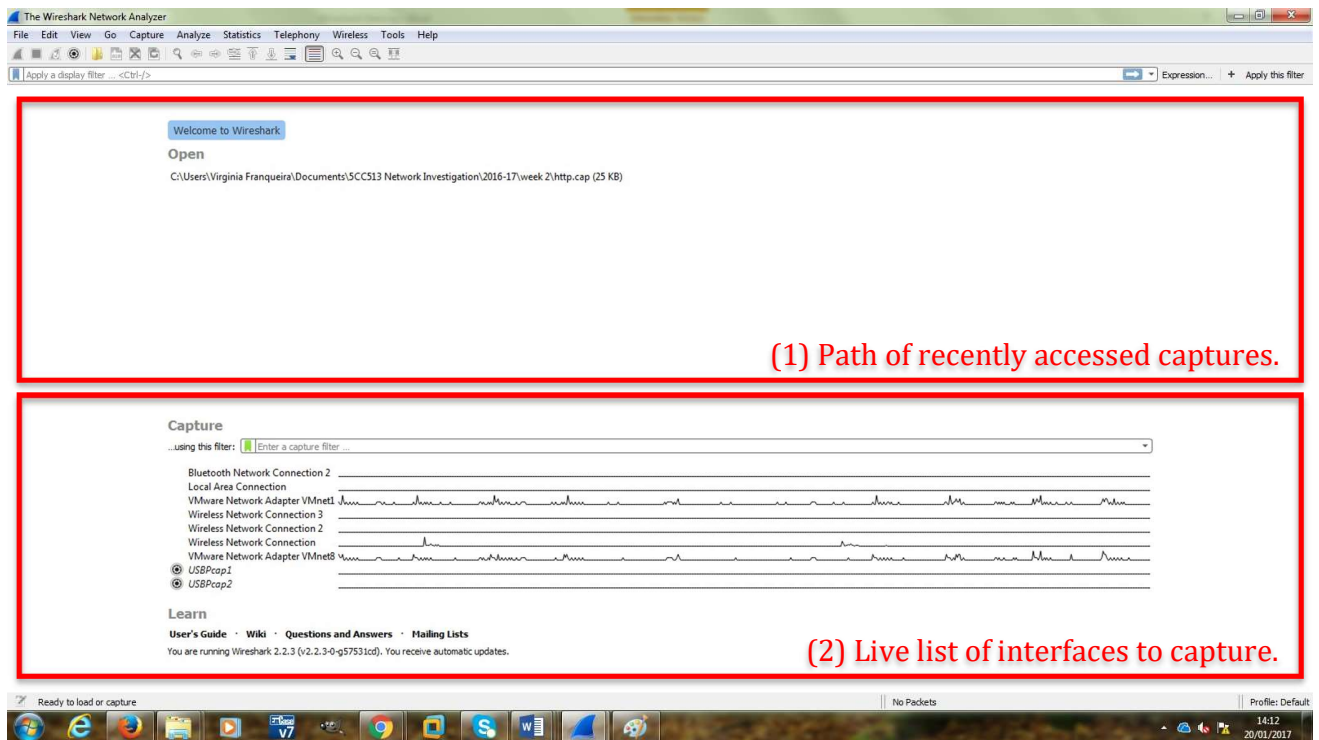 The Wireshark Network Analyzer
File Edit View Go Capture Analyze Statistics Telephony Wireless Tools Help
Apply a display filter ... <Ctrl-/> Expression... + Apply this filter
Welcome to Wireshark
Open
C:\Users\Virginia Franqueira\Documents\5CC513 Network Investigation\2016-17\week 2\http.cap (25 KB)
(1) Path of recently accessed captures.
Capture
...using this filter: Enter a capture filter ...
Bluetooth Network Connection 2
Local Area Connection
VMware Network Adapter VMnet1
Wireless Network Connection 3
Wireless Network Connection 2
Wireless Network Connection
VMware Network Adapter VMnet8
USBPcap1
USBPcap2
Learn
User's Guide · Wiki · Questions and Answers · Mailing Lists
You are running Wireshark 2.2.3 (v2.2.3-0-g57531cd). You receive automatic updates.
(2) Live list of interfaces to capture.
Ready to load or capture No Packets Profile: Default
v7
14:12
20/01/2017